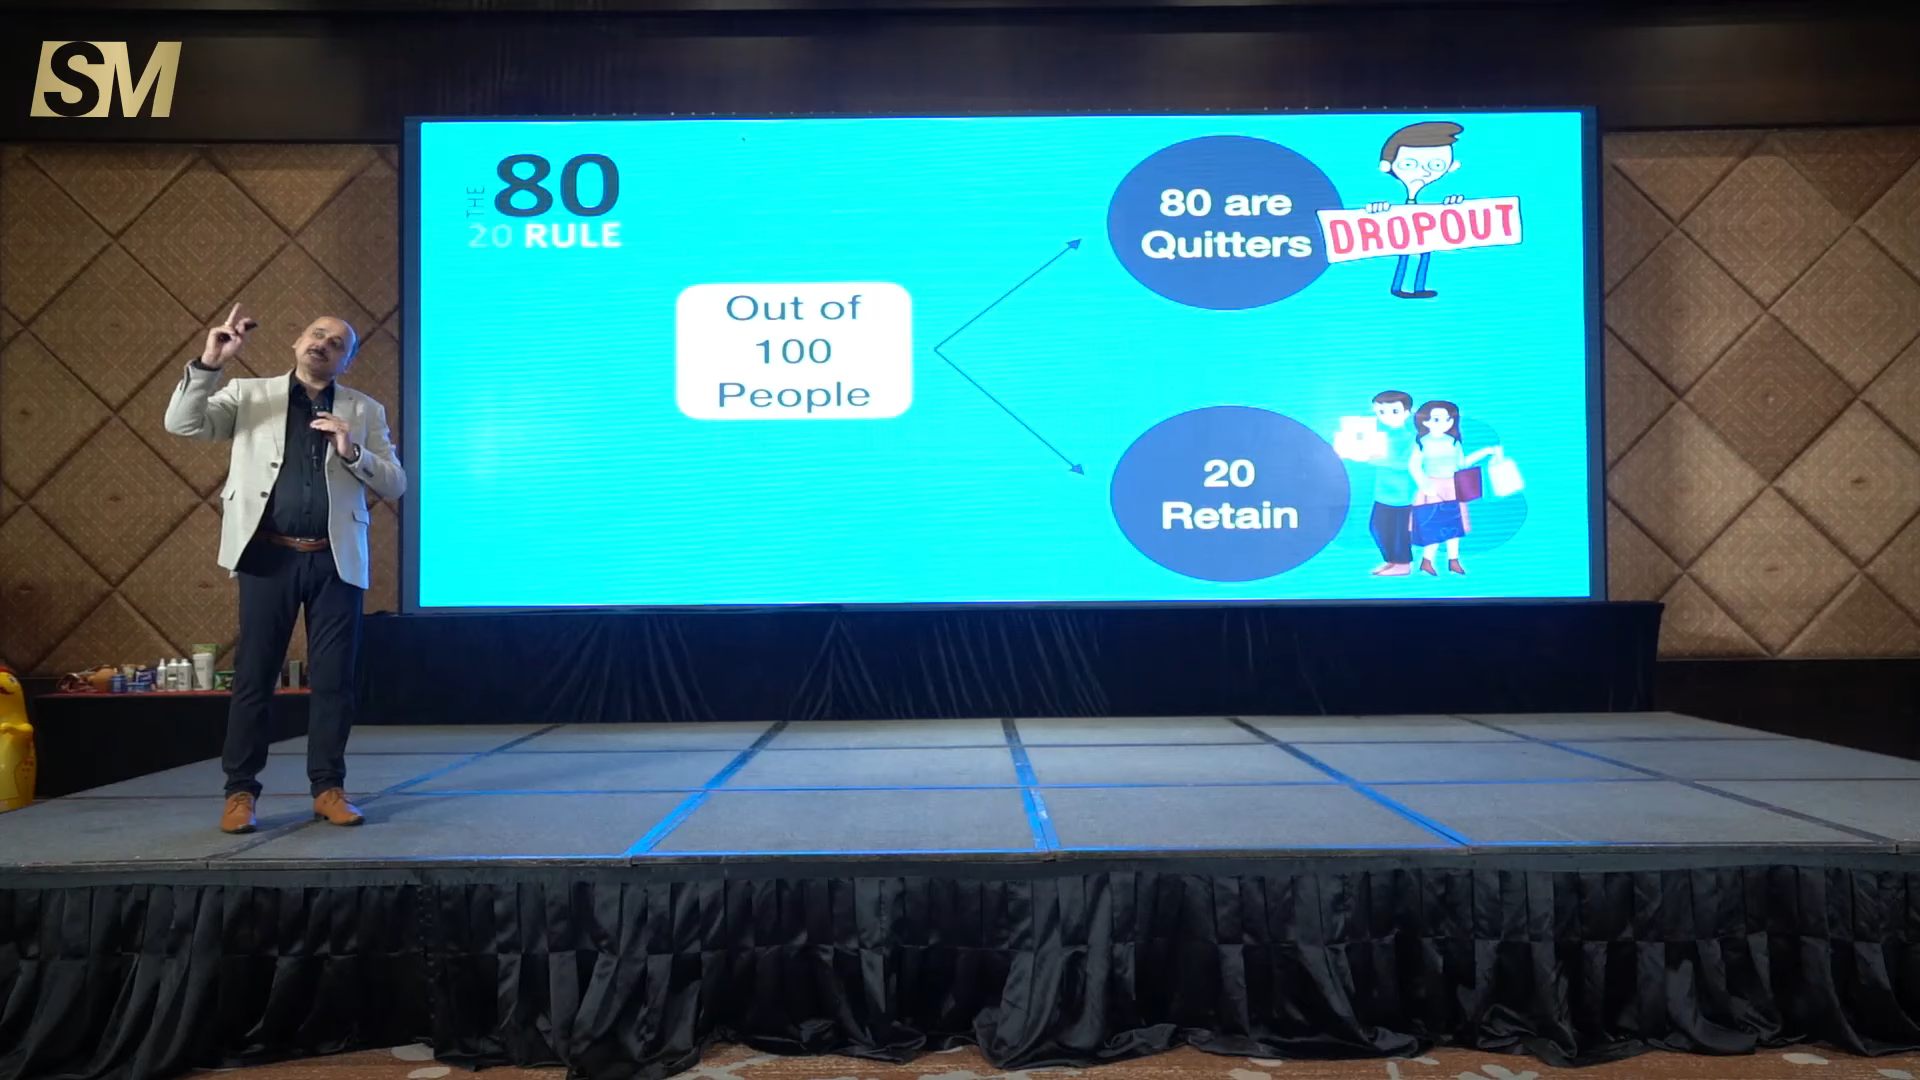 SM
THE 80
20 RULE
Out of
100
People
80 are
Quitters
DROPOUT
20
Retain